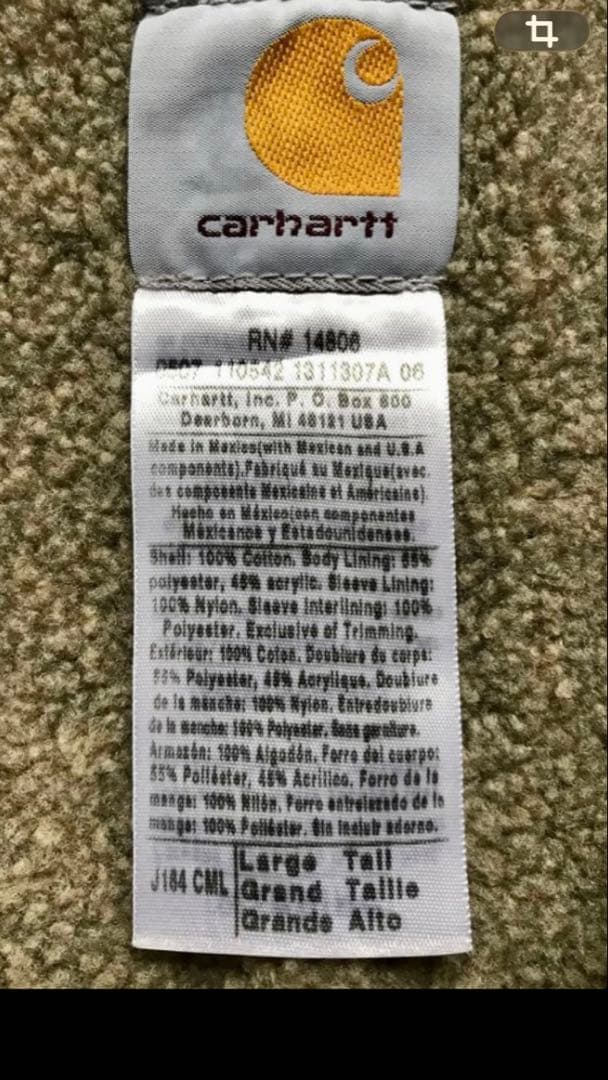 carhartt
RN# 14806
0507 110542 1311307A 06
Carhartt, Inc. P. O. Box 600
Dearborn, MI 48121 USA
Made in Mexico(with Mexican and U.S.A
components).Fabriqué au Mexique(avec
des composents Mexicains et Américains).
Hecho en México(con componentes
Mexicanos y Estadounidenses.
Shell: 100% Cotton. Body Lining: 55%
polyester, 45% acrylic. Sleeve Lining:
100% Nylon. Sleeve Interlining: 100%
Polyester. Exclusive of Trimming.
Extérieur: 100% Coton. Doublure du corps:
55% Polyester, 45% Acrylique. Doublure
de la manche: 100% Nylon. Entredoublure
de la manche: 100% Polyester. Sans garniture.
Armazón: 100% Algodón. Forro del cuerpo:
55% Poliéster, 45% Acrílico. Forro de la
manga: 100% Nilón. Forro entrelazado de la
manga: 100% Poliéster. Sin incluir adorno.
J184 CML
Large Tall
Grand Taille
Grande Alto